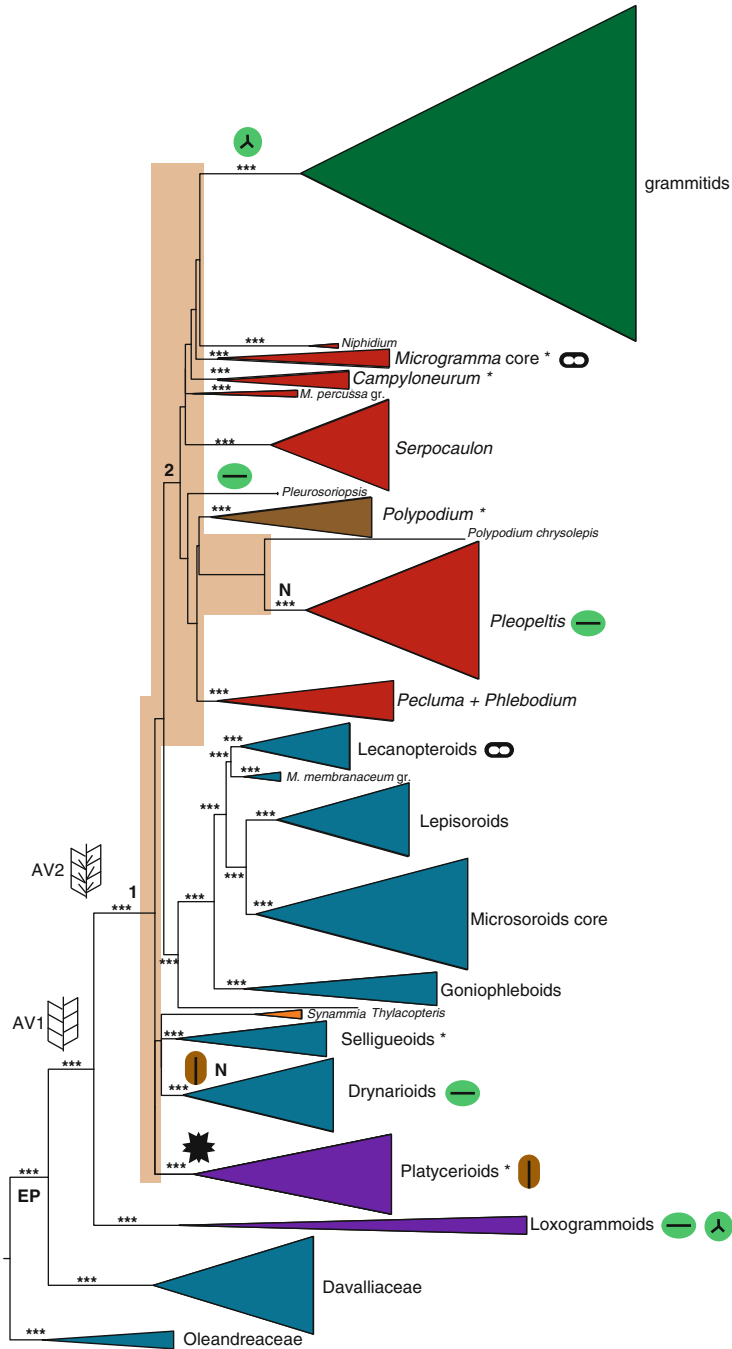 ***
grammitids
***
Niphidium
***
Microgramma core *
***
Campyloneurum *
***
M. percussa gr.
***
Serpocaulon
2
Pleurosoriopsis
***
Polypodium *
Polypodium chrysolepis
N
***
Pleopeltis
***
Pecluma + Phlebodium
***
Lecanopteroids
***
***
M. membranaceum gr.
***
***
Lepisoroids
AV2
***
1
***
***
***
Microsoroids core
***
***
Goniophleboids
Synammia Thylacopteris
AV1
***
Selligueoids *
***
N
***
Drynarioids
***
Platycerioids *
***
EP
***
Loxogrammoids
***
Davalliaceae
***
Oleandreaceae